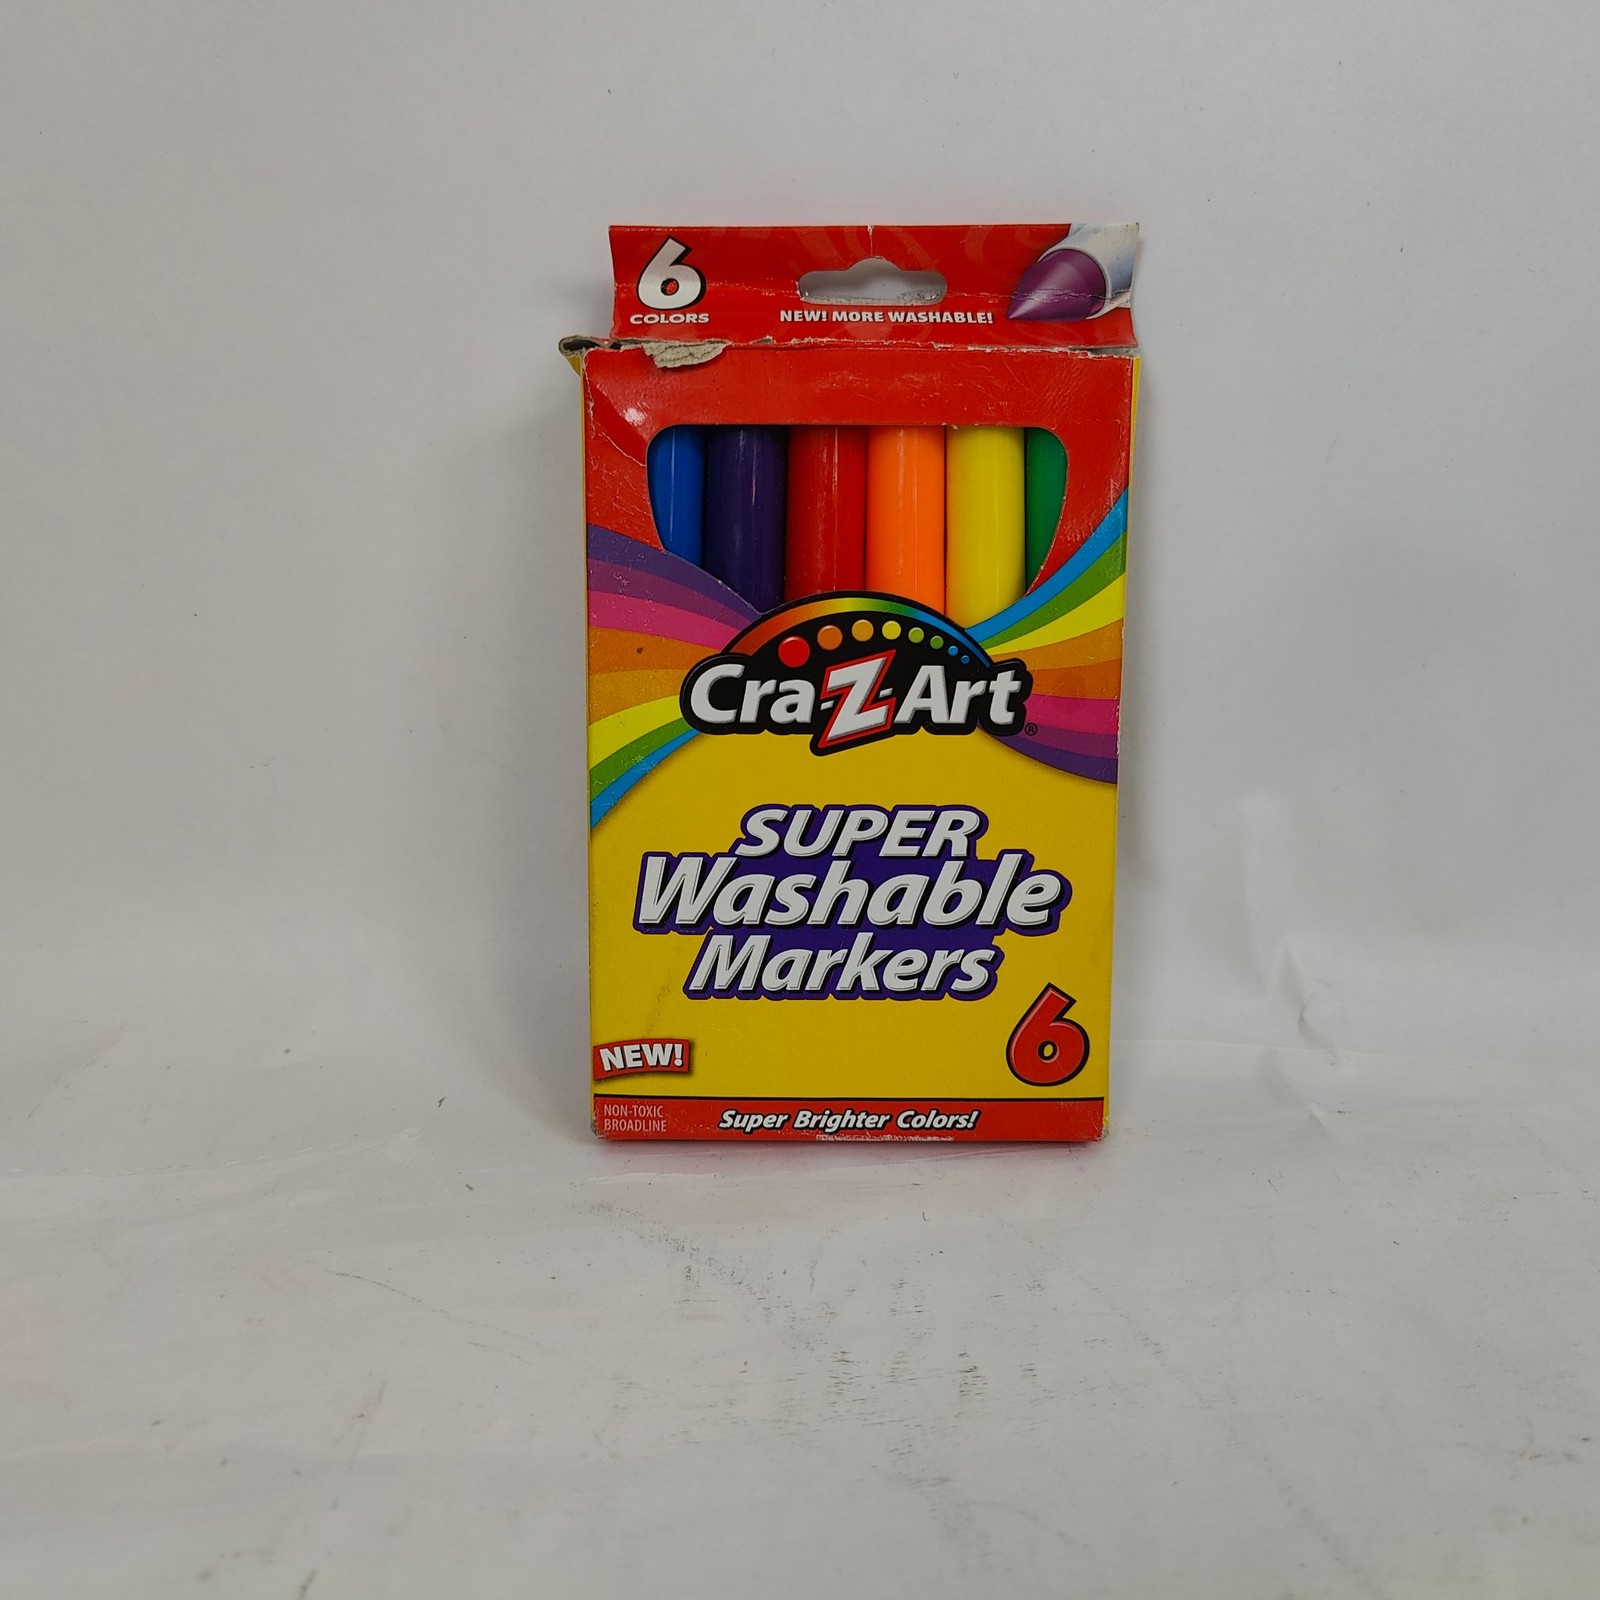 6
COLORS
NEW! MORE WASHABLE!
Cra-Z-Art®
SUPER
Washable
Markers
6
NEW!
NON-TOXIC
BROADLINE
Super Brighter Colors!